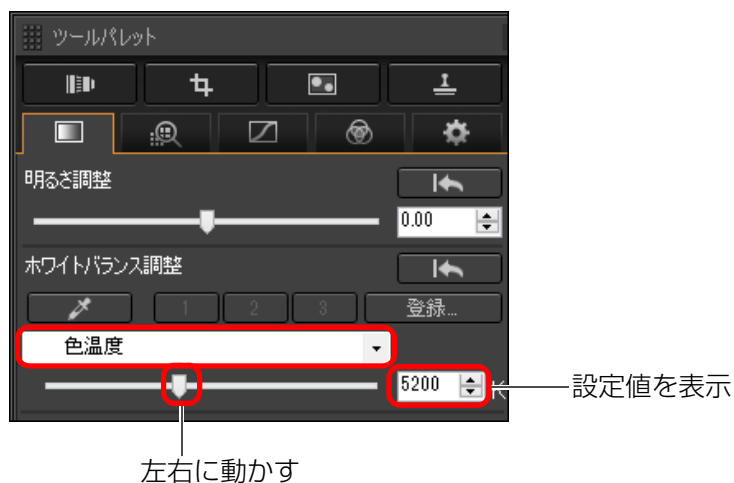 ツールパレット
明るさ調整
0.00
ホワイトバランス調整
1 2 3 登録...
色温度
5200 K
設定値を表示
左右に動かす